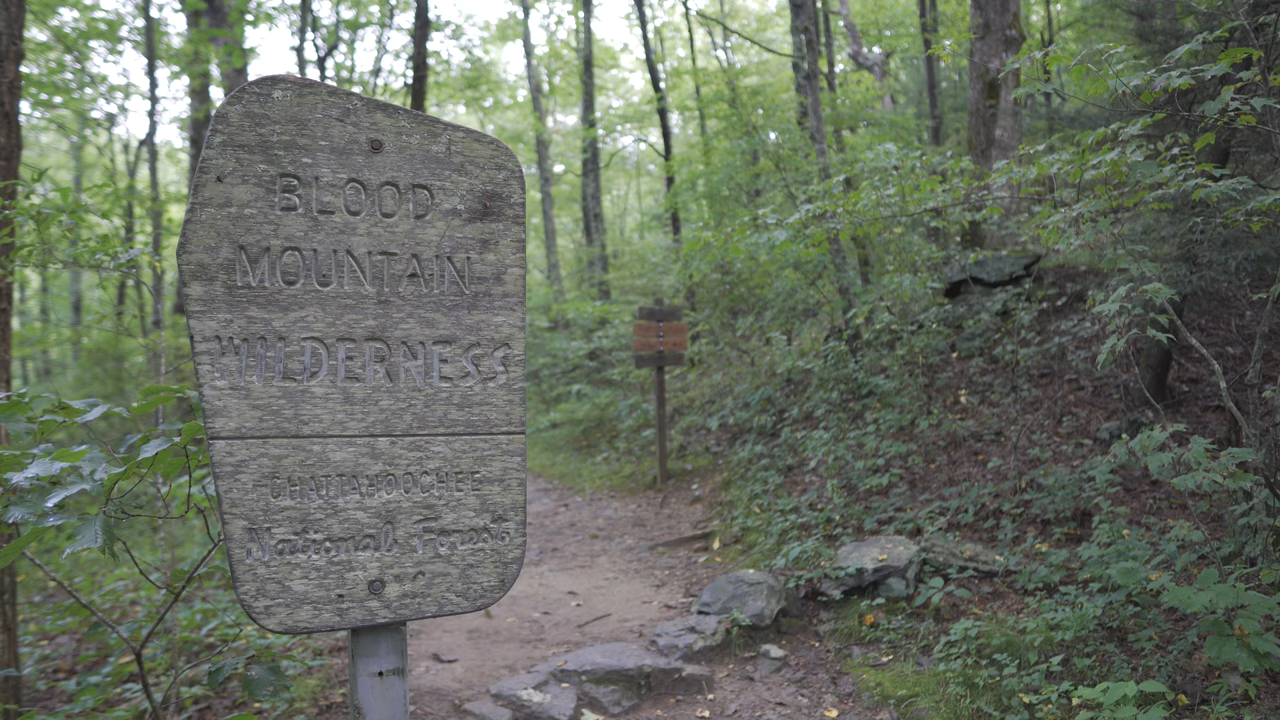 BLOOD
MOUNTAIN
WILDERNESS
CHATTAHOOCHEE
National Forest